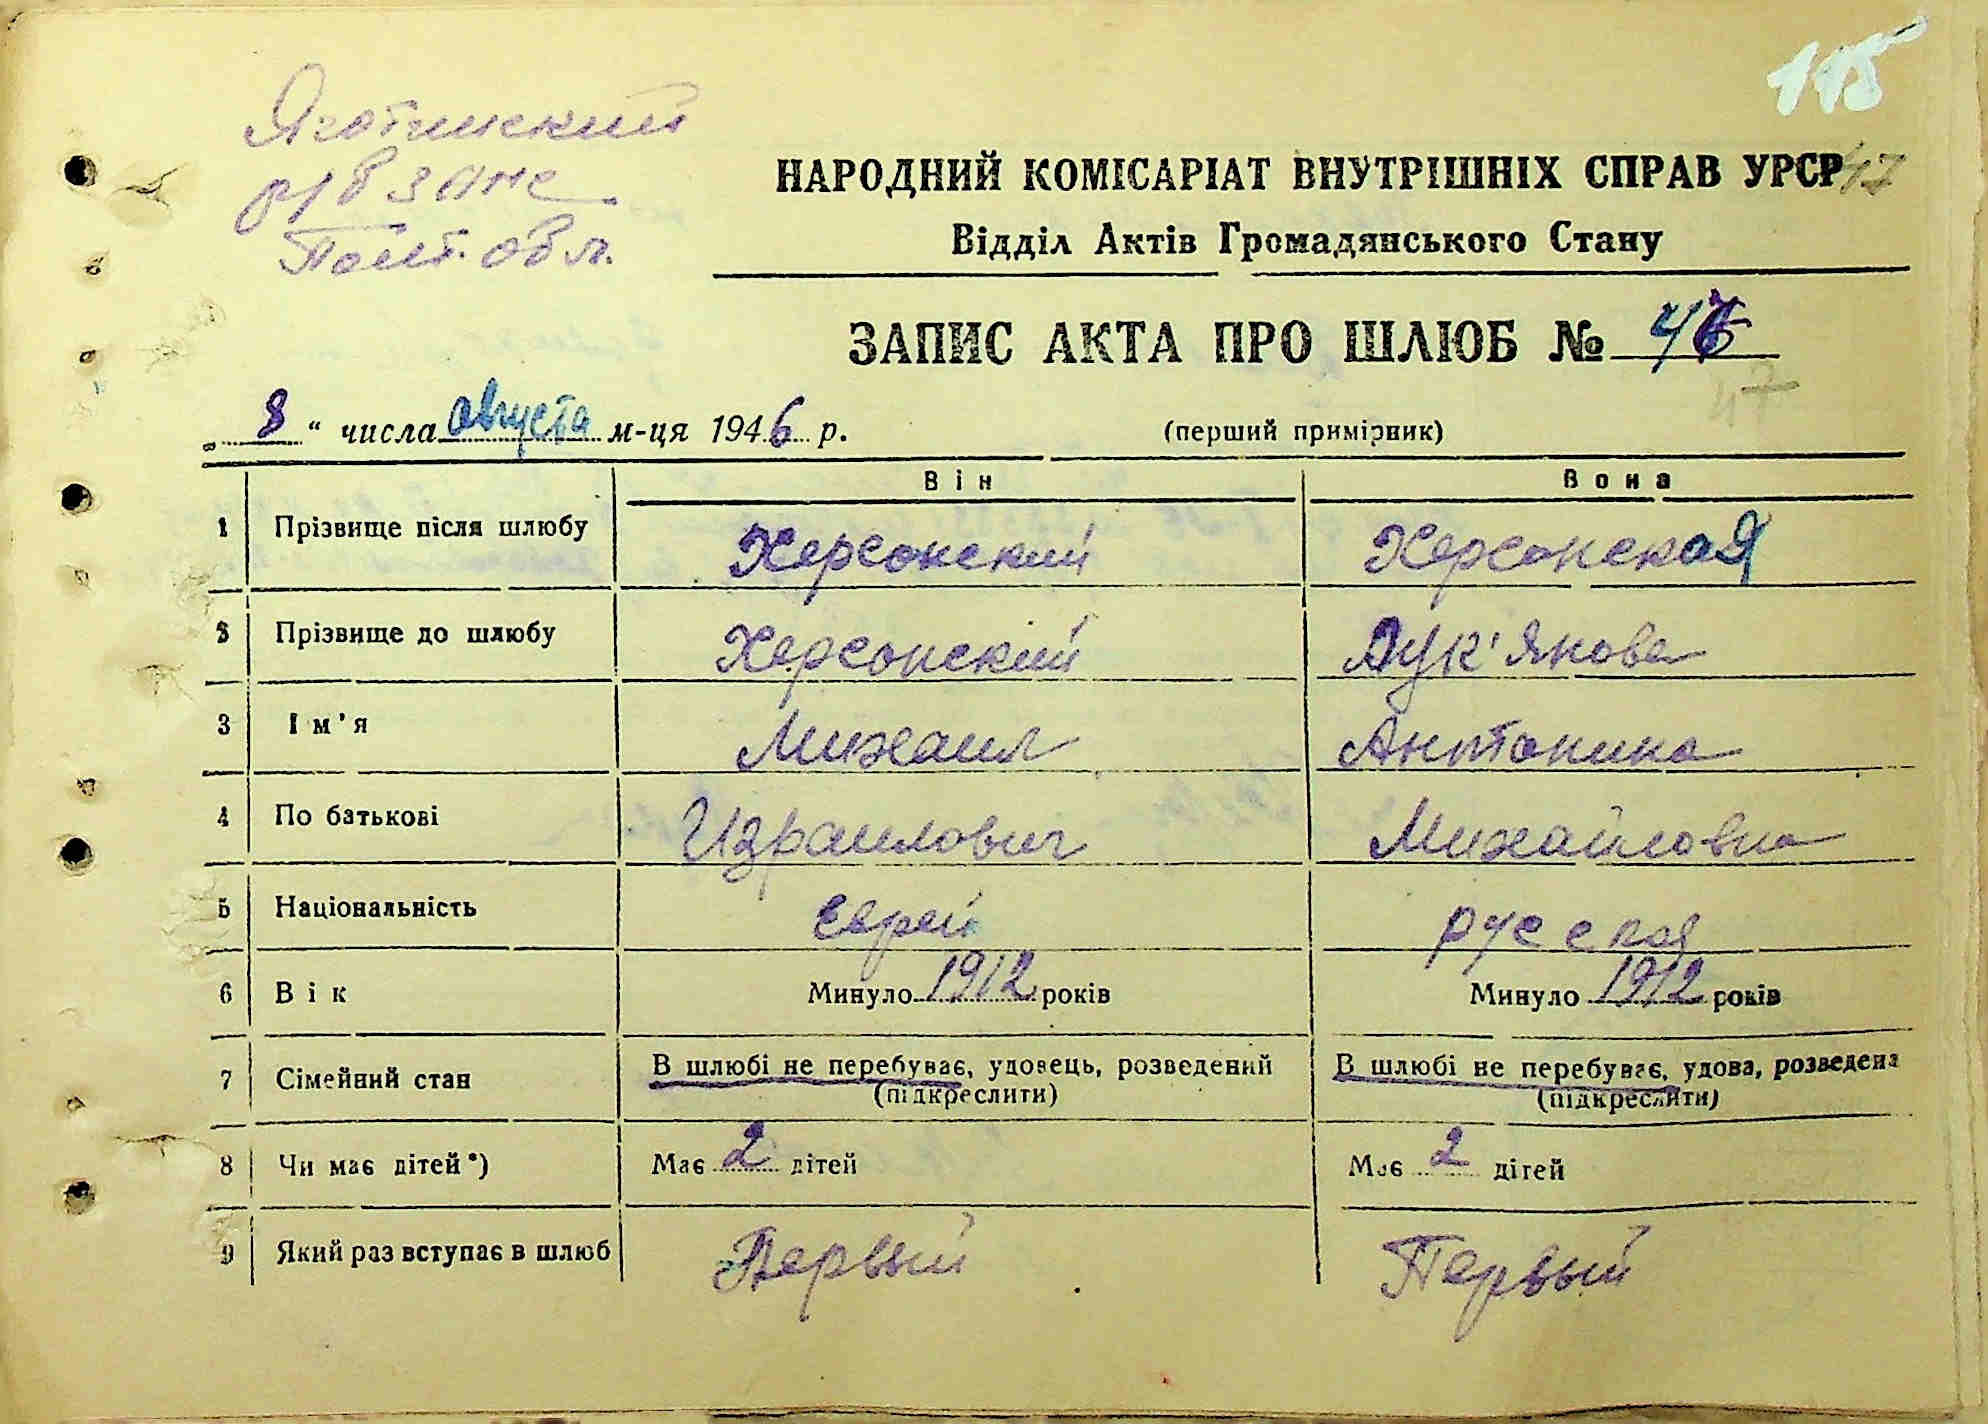 115
Яготинский
р/в ЗАГС
Полт. обл.
НАРОДНИЙ КОМІСАРІАТ ВНУТРІШНІХ СПРАВ УРСР 47
Відділ Актів Громадянського Стану
ЗАПИС АКТА ПРО ШЛЮБ №
47
„ 8 “ числа августа м-ця 1946 р. (перший примірник)
Він Вона
1 Прізвище після шлюбу Херсонский Херсонская
2 Прізвище до шлюбу Херсонский Лук'янова
3 Ім'я Михаил Антонина
4 По батькові Израилович Михайловна
5 Національність еврей русская
6 Вік Минуло 1912 років Минуло 1912 років
7 Сімейний стан В шлюбі не перебуває, удовець, розведений В шлюбі не перебуває, удова, розведена
(підкреслити) (підкреслити)
8 Чи має дітей*) Має 2 дітей Має 2 дітей
9 Який раз вступає в шлюб Первый Первый